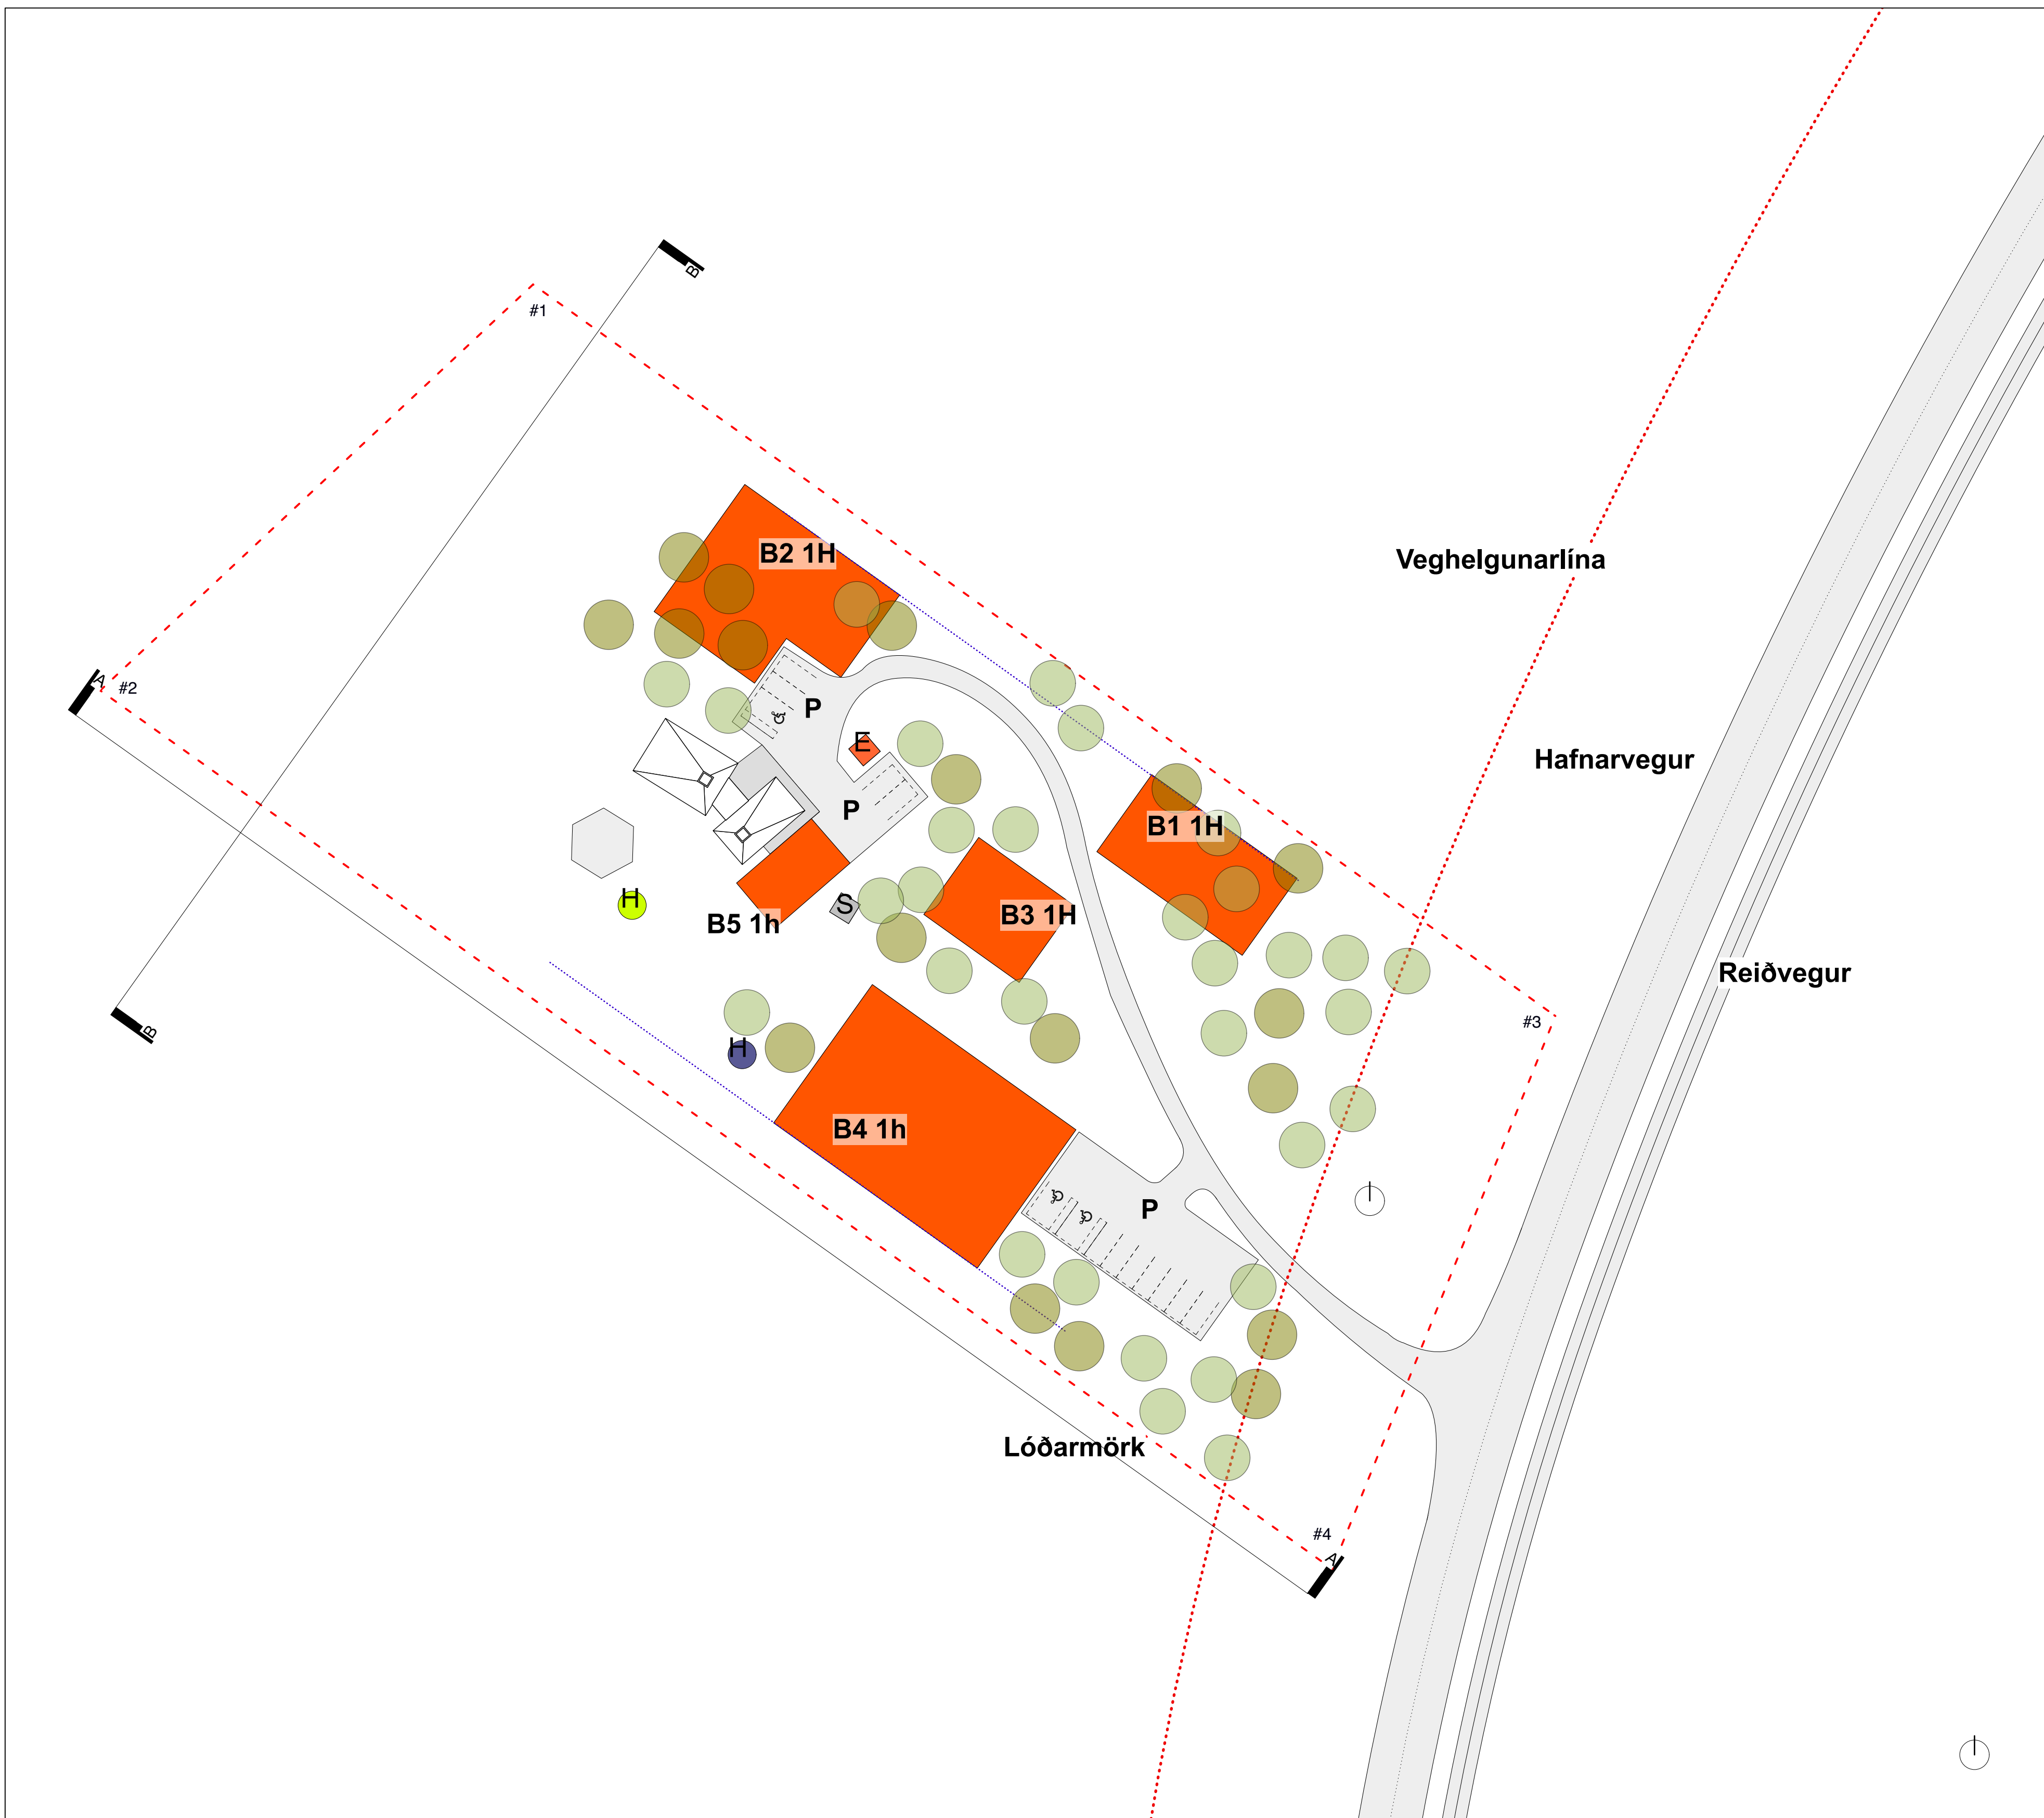 B
#1
B2 1H
Veghelgunarlína
A
#2
P
E
Hafnarvegur
P
B1 1H
H
S
B3 1H
B5 1h
Reiðvegur
#3
B
H
B4 1h
P
Lóðarmörk
#4
A